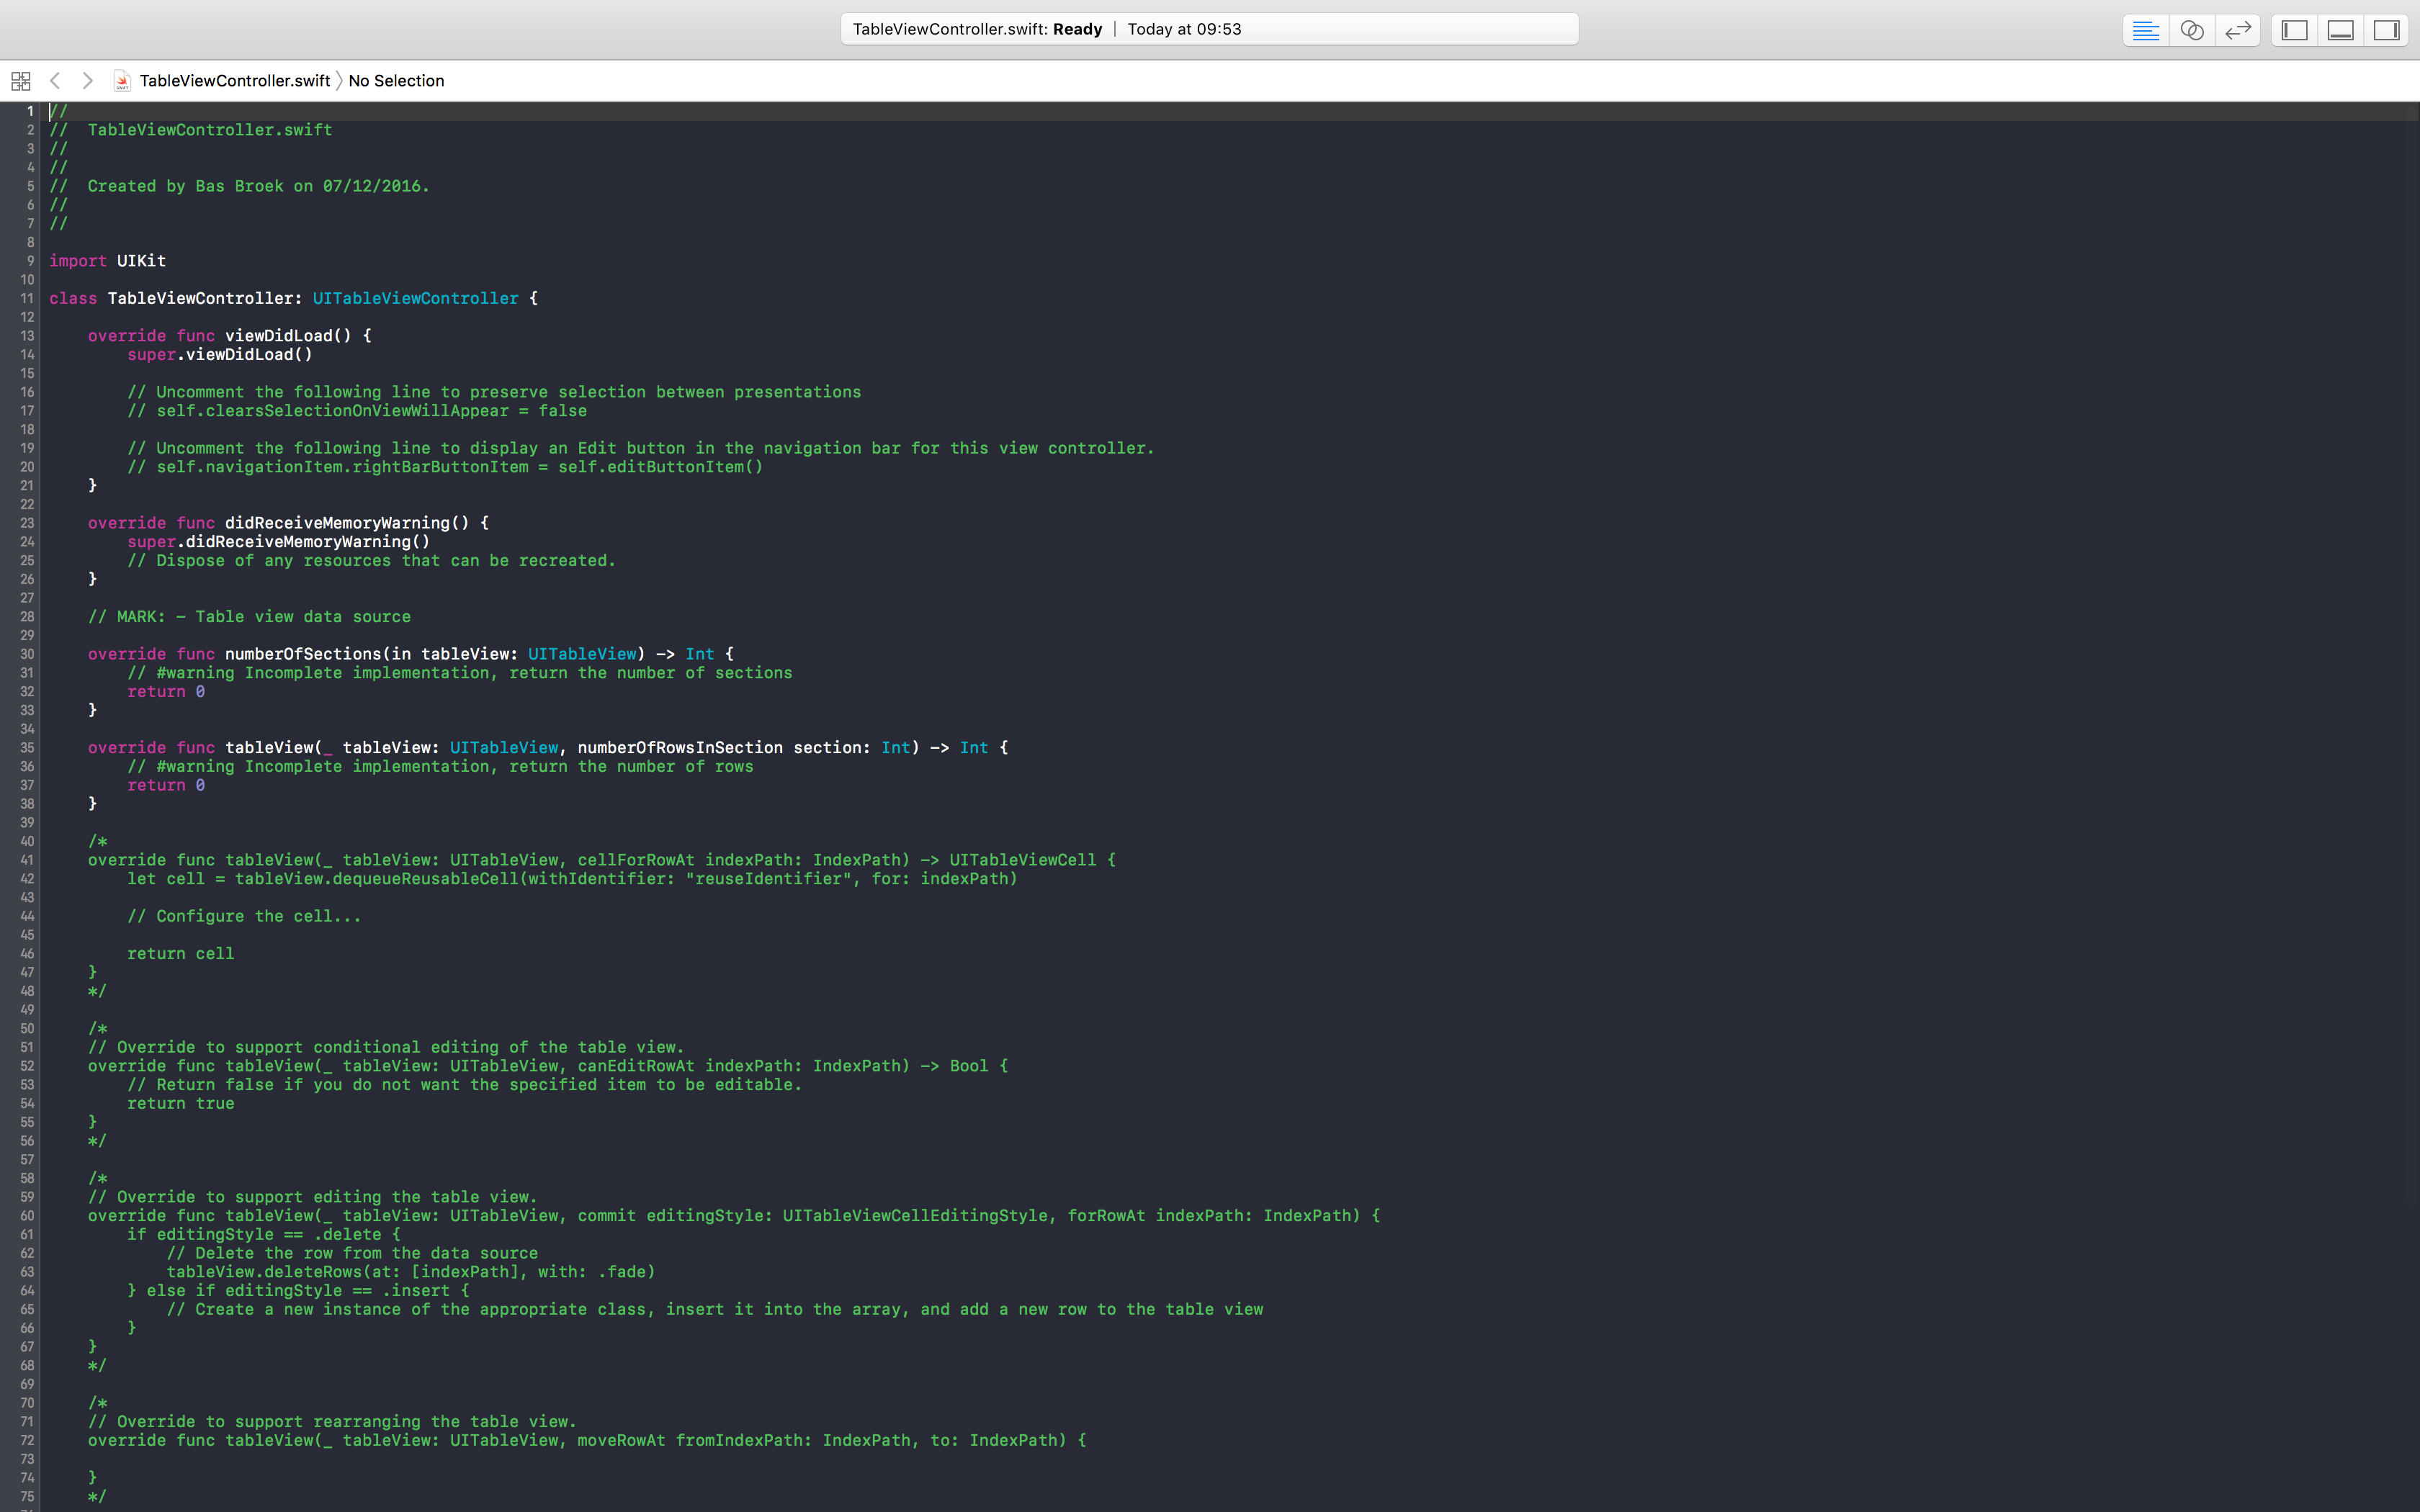 TableViewController.swift: Ready | Today at 09:53
TableViewController.swift 〉 No Selection
1 //
2 //  TableViewController.swift
3 //
4 //
5 //  Created by Bas Broek on 07/12/2016.
6 //
7 //
8
9 import UIKit
10
11 class TableViewController: UITableViewController {
12
13     override func viewDidLoad() {
14         super.viewDidLoad()
15
16         // Uncomment the following line to preserve selection between presentations
17         // self.clearsSelectionOnViewWillAppear = false
18
19         // Uncomment the following line to display an Edit button in the navigation bar for this view controller.
20         // self.navigationItem.rightBarButtonItem = self.editButtonItem()
21     }
22
23     override func didReceiveMemoryWarning() {
24         super.didReceiveMemoryWarning()
25         // Dispose of any resources that can be recreated.
26     }
27
28     // MARK: - Table view data source
29
30     override func numberOfSections(in tableView: UITableView) -> Int {
31         // #warning Incomplete implementation, return the number of sections
32         return 0
33     }
34
35     override func tableView(_ tableView: UITableView, numberOfRowsInSection section: Int) -> Int {
36         // #warning Incomplete implementation, return the number of rows
37         return 0
38     }
39
40     /*
41     override func tableView(_ tableView: UITableView, cellForRowAt indexPath: IndexPath) -> UITableViewCell {
42         let cell = tableView.dequeueReusableCell(withIdentifier: "reuseIdentifier", for: indexPath)
43
44         // Configure the cell...
45
46         return cell
47     }
48     */
49
50     /*
51     // Override to support conditional editing of the table view.
52     override func tableView(_ tableView: UITableView, canEditRowAt indexPath: IndexPath) -> Bool {
53         // Return false if you do not want the specified item to be editable.
54         return true
55     }
56     */
57
58     /*
59     // Override to support editing the table view.
60     override func tableView(_ tableView: UITableView, commit editingStyle: UITableViewCellEditingStyle, forRowAt indexPath: IndexPath) {
61         if editingStyle == .delete {
62             // Delete the row from the data source
63             tableView.deleteRows(at: [indexPath], with: .fade)
64         } else if editingStyle == .insert {
65             // Create a new instance of the appropriate class, insert it into the array, and add a new row to the table view
66         }
67     }
68     */
69
70     /*
71     // Override to support rearranging the table view.
72     override func tableView(_ tableView: UITableView, moveRowAt fromIndexPath: IndexPath, to: IndexPath) {
73
74     }
75     */